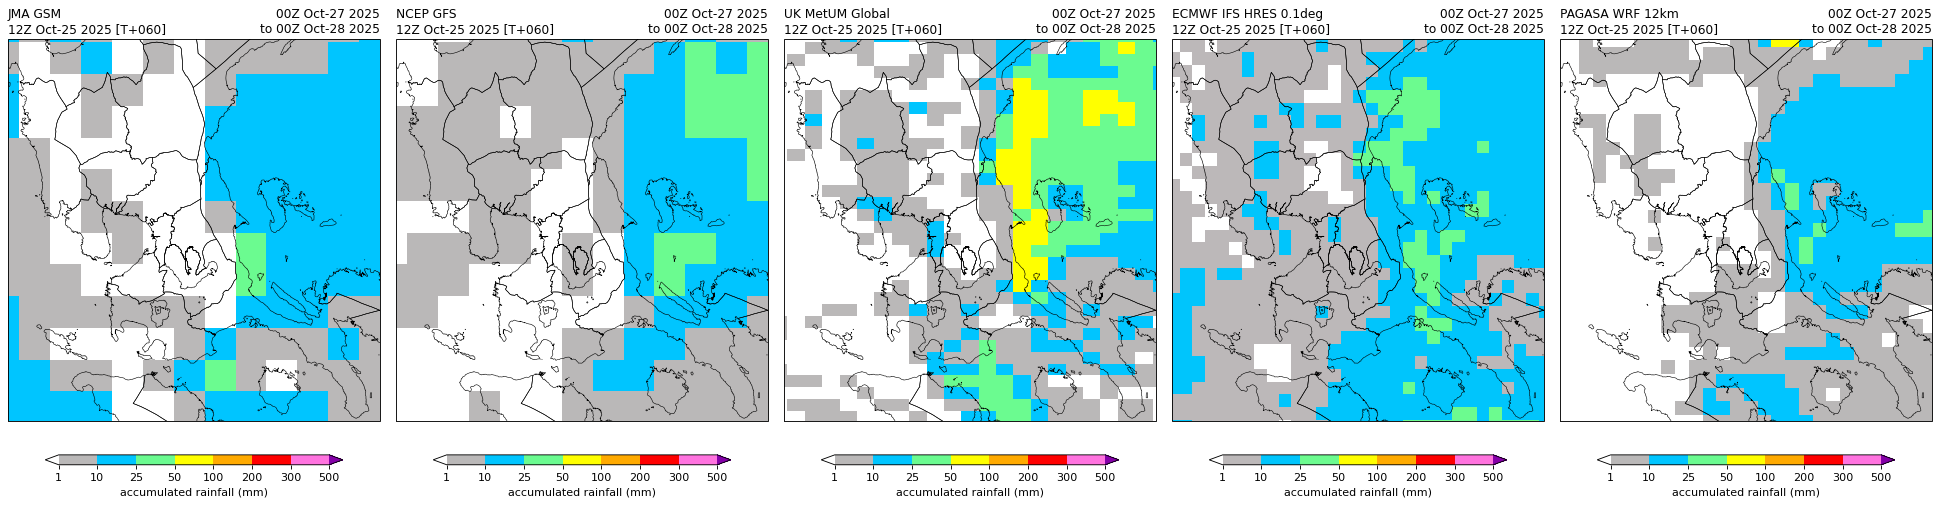 JMA GSM 00Z Oct-27 2025
12Z Oct-25 2025 [T+060] to 00Z Oct-28 2025
NCEP GFS 00Z Oct-27 2025
12Z Oct-25 2025 [T+060] to 00Z Oct-28 2025
UK MetUM Global 00Z Oct-27 2025
12Z Oct-25 2025 [T+060] to 00Z Oct-28 2025
ECMWF IFS HRES 0.1deg 00Z Oct-27 2025
12Z Oct-25 2025 [T+060] to 00Z Oct-28 2025
PAGASA WRF 12km 00Z Oct-27 2025
12Z Oct-25 2025 [T+060] to 00Z Oct-28 2025
1 10 25 50 100 200 300 500
accumulated rainfall (mm)
1 10 25 50 100 200 300 500
accumulated rainfall (mm)
1 10 25 50 100 200 300 500
accumulated rainfall (mm)
1 10 25 50 100 200 300 500
accumulated rainfall (mm)
1 10 25 50 100 200 300 500
accumulated rainfall (mm)